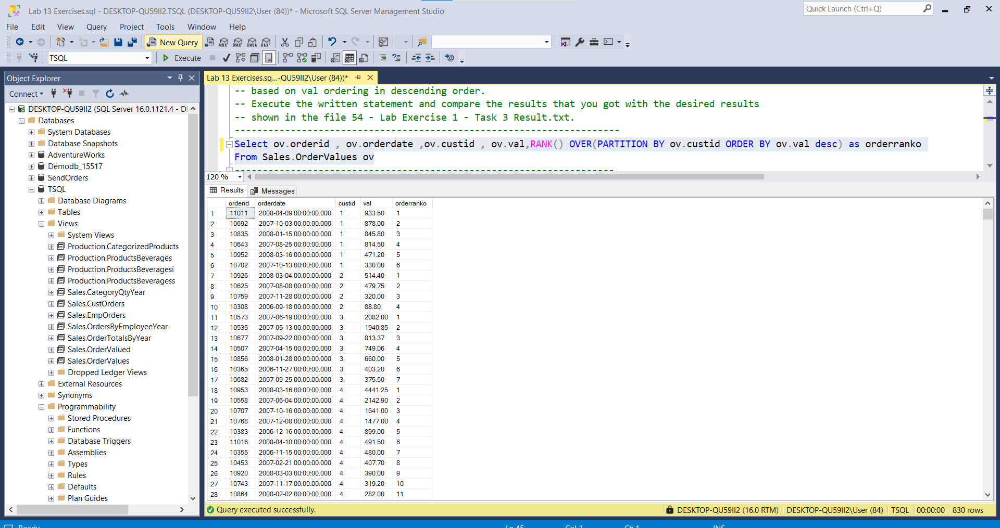 Lab 13 Exercises.sql - DESKTOP-QU59II2.TSQL (DESKTOP-QU59II2\User (84))* - Microsoft SQL Server Management Studio
Quick Launch (Ctrl+Q)
File Edit View Query Project Tools Window Help
New Query MDX DMX XMLA DAX
TSQL Execute
Object Explorer
Connect
DESKTOP-QU59II2 (SQL Server 16.0.1121.4 - DI
Databases
System Databases
Database Snapshots
AdventureWorks
Demodb_15517
SendOrders
TSQL
Database Diagrams
Tables
Views
System Views
Production.CategorizedProducts
Production.ProductsBeverages
Production.ProductsBeveragesi
Production.ProductsBeveragess
Sales.CategoryQtyYear
Sales.CustOrders
Sales.EmpOrders
Sales.OrdersByEmployeeYear
Sales.OrderTotalsByYear
Sales.OrderValued
Sales.OrderValues
Dropped Ledger Views
External Resources
Synonyms
Programmability
Stored Procedures
Functions
Database Triggers
Assemblies
Types
Rules
Defaults
Plan Guides
Lab 13 Exercises.sq...-QU59II2\User (84))*
-- based on val ordering in descending order.
-- Execute the written statement and compare the results that you got with the desired results
-- shown in the file 54 - Lab Exercise 1 - Task 3 Result.txt.
---------------------------------------------------------------------
Select ov.orderid , ov.orderdate ,ov.custid , ov.val,RANK() OVER(PARTITION BY ov.custid ORDER BY ov.val desc) as orderranko
From Sales.OrderValues ov
---------------------------------------------------------------------
120 %
Results Messages
orderid orderdate custid val orderranko
1 11011 2008-04-09 00:00:00.000 1 933.50 1
2 10692 2007-10-03 00:00:00.000 1 878.00 2
3 10835 2008-01-15 00:00:00.000 1 845.80 3
4 10643 2007-08-25 00:00:00.000 1 814.50 4
5 10952 2008-03-16 00:00:00.000 1 471.20 5
6 10702 2007-10-13 00:00:00.000 1 330.00 6
7 10926 2008-03-04 00:00:00.000 2 514.40 1
8 10625 2007-08-08 00:00:00.000 2 479.75 2
9 10759 2007-11-28 00:00:00.000 2 320.00 3
10 10308 2006-09-18 00:00:00.000 2 88.80 4
11 10573 2007-06-19 00:00:00.000 3 2082.00 1
12 10535 2007-05-13 00:00:00.000 3 1940.85 2
13 10677 2007-09-22 00:00:00.000 3 813.37 3
14 10507 2007-04-15 00:00:00.000 3 749.06 4
15 10856 2008-01-28 00:00:00.000 3 660.00 5
16 10365 2006-11-27 00:00:00.000 3 403.20 6
17 10682 2007-09-25 00:00:00.000 3 375.50 7
18 10953 2008-03-16 00:00:00.000 4 4441.25 1
19 10558 2007-06-04 00:00:00.000 4 2142.90 2
20 10707 2007-10-16 00:00:00.000 4 1641.00 3
21 10768 2007-12-08 00:00:00.000 4 1477.00 4
22 10383 2006-12-16 00:00:00.000 4 899.00 5
23 11016 2008-04-10 00:00:00.000 4 491.50 6
24 10355 2006-11-15 00:00:00.000 4 480.00 7
25 10453 2007-02-21 00:00:00.000 4 407.70 8
26 10920 2008-03-03 00:00:00.000 4 390.00 9
27 10743 2007-11-17 00:00:00.000 4 319.20 10
28 10864 2008-02-02 00:00:00.000 4 282.00 11
Query executed successfully. DESKTOP-QU59II2 (16.0 RTM) DESKTOP-QU59II2\User (84) TSQL 00:00:00 830 rows
Ready Ln 45 Col 1 Ch 1 INS